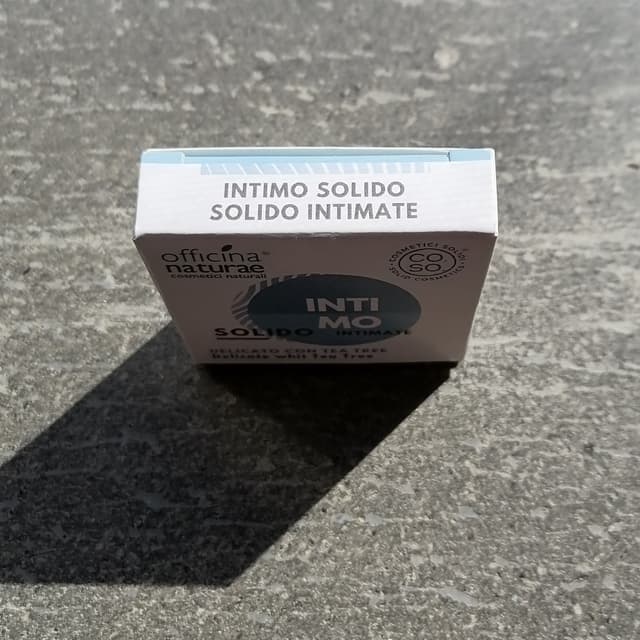 INTIMO SOLIDO
SOLIDO INTIMATE
officina®
naturae
cosmetici naturali
COSMETICI SOLIDI
CO
SO
SOLID COSMETICS
INTI
MO
SOLIDO INTIMATE
DELICATO CON TEA TREE
Delicate whit Tea Tree